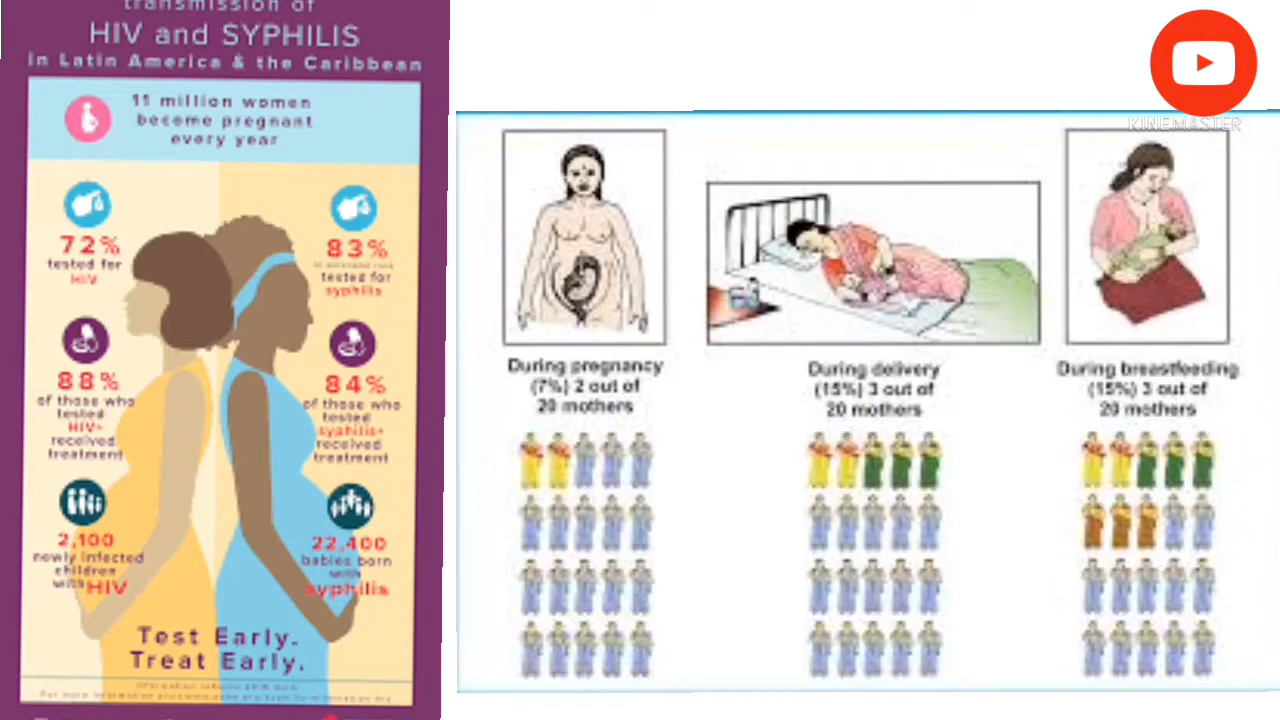 transmission of
HIV and SYPHILIS
in Latin America & the Caribbean
11 million women
become pregnant
every year
72%
tested for
HIV
83%
tested for
syphilis
88%
of those who
tested
HIV+
received
treatment
84%
of those who
tested
syphilis+
received
treatment
2,100
newly infected
children
with HIV
22,400
babies born
with
syphilis
Test Early.
Treat Early.
KINEMASTER
During pregnancy
(7%) 2 out of
20 mothers
During delivery
(15%) 3 out of
20 mothers
During breastfeeding
(15%) 3 out of
20 mothers